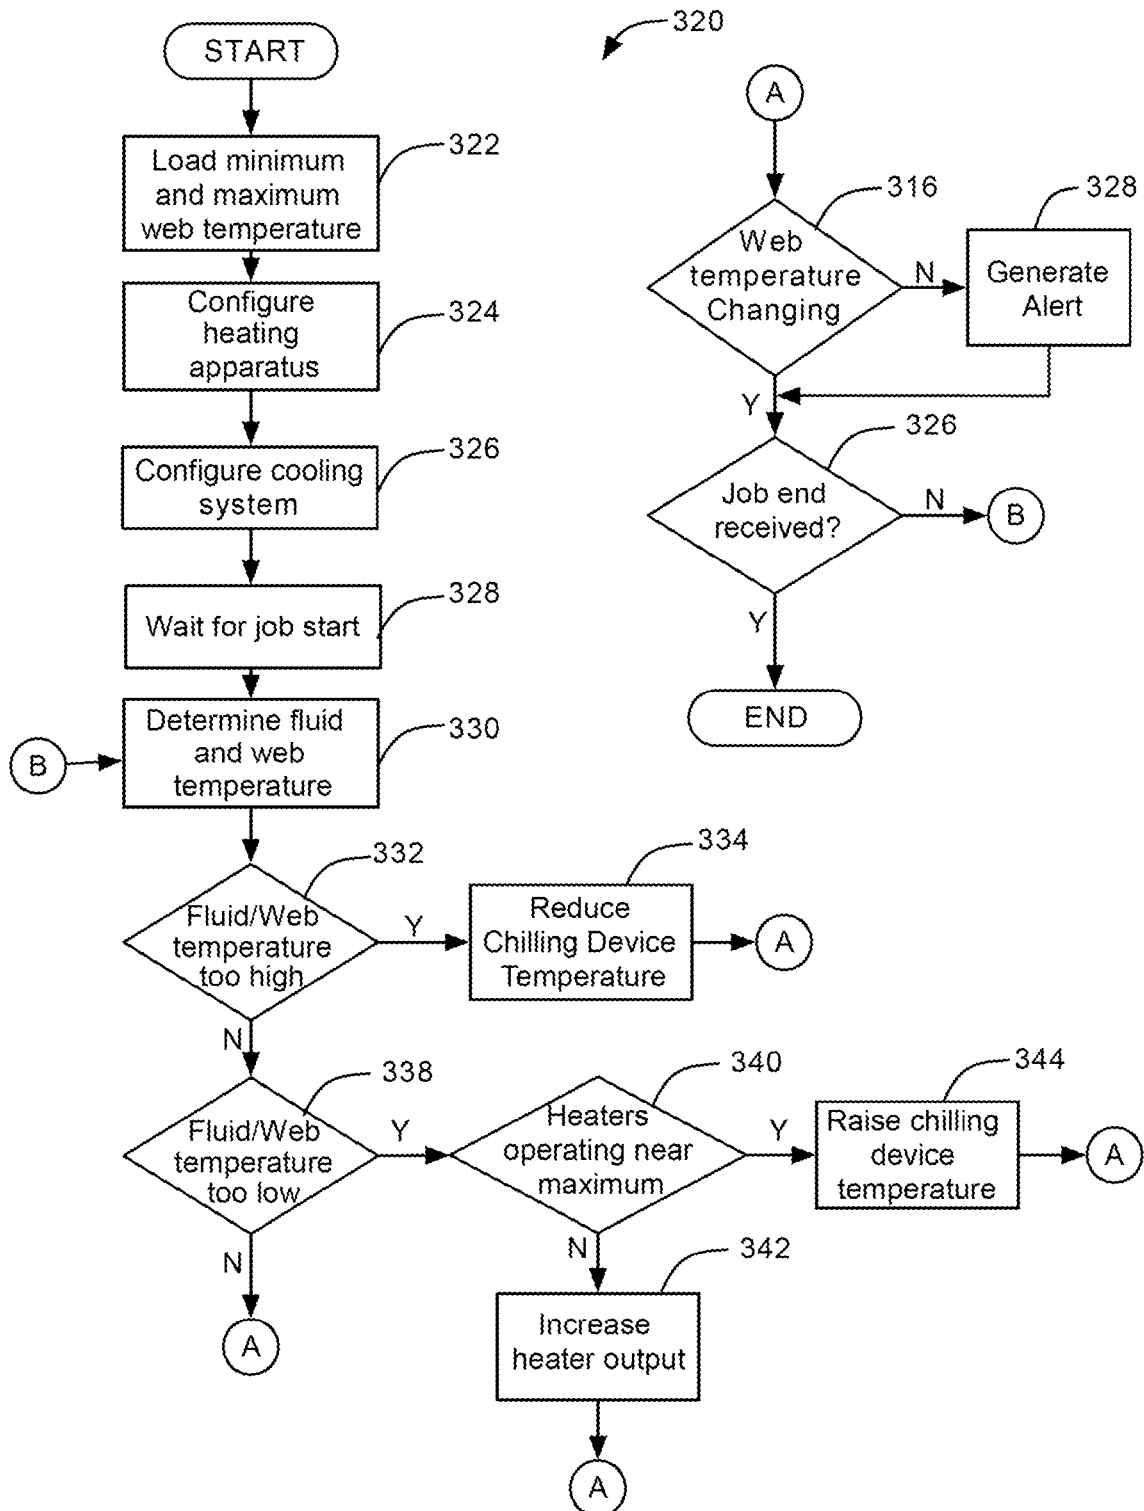 START
322
Load minimum
and maximum
web temperature
324
Configure
heating
apparatus
326
Configure cooling
system
328
Wait for job start
330
Determine fluid
and web
temperature
B
332
Fluid/Web
temperature
too high
Y
334
Reduce
Chilling Device
Temperature
A
N
338
Fluid/Web
temperature
too low
Y
340
Heaters
operating near
maximum
Y
344
Raise chilling
device
temperature
A
N
A
N
342
Increase
heater output
A
320
A
316
Web
temperature
Changing
N
328
Generate
Alert
Y
326
Job end
received?
N
B
Y
END